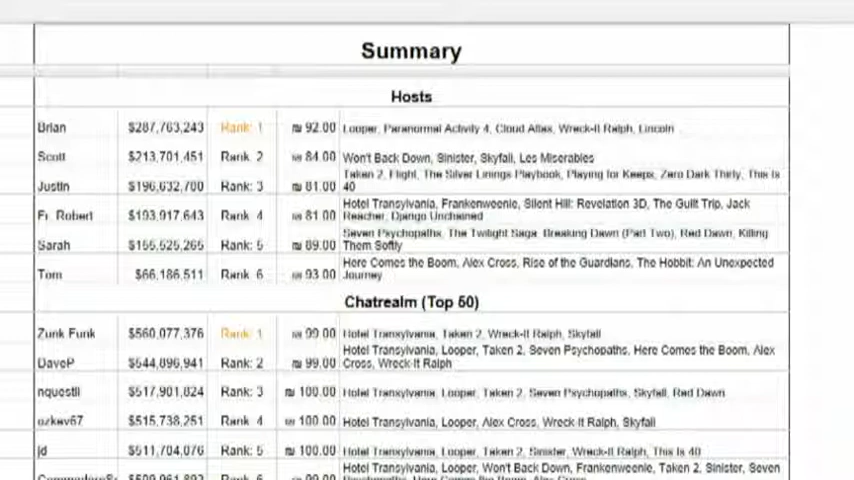 Summary
Hosts
Brian $287,763,243 Rank: 1 ₪ 92.00 Looper, Paranormal Activity 4, Cloud Atlas, Wreck-It Ralph, Lincoln
Scott $213,701,451 Rank: 2 ₪ 84.00 Won't Back Down, Sinister, Skyfall, Les Miserables
Justin $196,632,700 Rank: 3 ₪ 81.00 Taken 2, Flight, The Silver Linings Playbook, Playing for Keeps, Zero Dark Thirty, This Is
40
Fr. Robert $193,917,643 Rank: 4 ₪ 81.00 Hotel Transylvania, Frankenweenie, Silent Hill: Revelation 3D, The Guilt Trip, Jack
Reacher, Django Unchained
Sarah $155,525,265 Rank: 5 ₪ 89.00 Seven Psychopaths, The Twilight Saga: Breaking Dawn (Part Two), Red Dawn, Killing
Them Softly
Tom $66,186,511 Rank: 6 ₪ 93.00 Here Comes the Boom, Alex Cross, Rise of the Guardians, The Hobbit: An Unexpected
Journey
Chatrealm (Top 50)
Zunk Funk $560,077,376 Rank: 1 ₪ 99.00 Hotel Transylvania, Taken 2, Wreck-It Ralph, Skyfall
DaveP $544,896,941 Rank: 2 ₪ 99.00 Hotel Transylvania, Looper, Taken 2, Seven Psychopaths, Here Comes the Boom, Alex
Cross, Wreck-It Ralph
nquestil $517,901,824 Rank: 3 ₪ 100.00 Hotel Transylvania, Looper, Taken 2, Seven Psychopaths, Skyfall, Red Dawn
ozkev67 $515,738,251 Rank: 4 ₪ 100.00 Hotel Transylvania, Looper, Alex Cross, Wreck-It Ralph, Skyfall
jd $511,704,076 Rank: 5 ₪ 100.00 Hotel Transylvania, Looper, Taken 2, Sinister, Wreck-It Ralph, This Is 40
Hotel Transylvania, Looper, Won't Back Down, Frankenweenie, Taken 2, Sinister, Seven